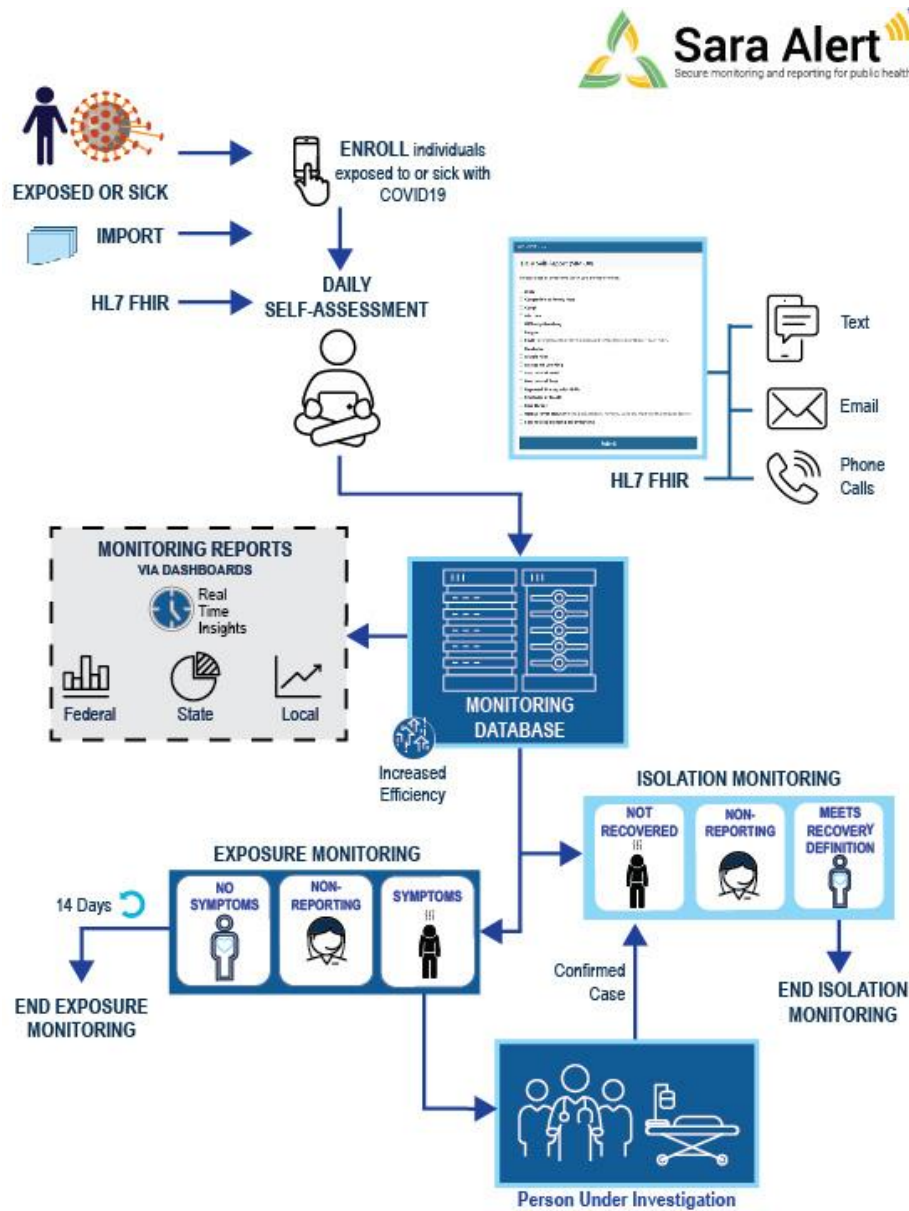 Sara Alert
Secure monitoring and reporting for public health
EXPOSED OR SICK
ENROLL individuals
exposed to or sick with
COVID19
IMPORT
HL7 FHIR
DAILY
SELF-ASSESSMENT
Text
Email
HL7 FHIR
Phone
Calls
MONITORING REPORTS
VIA DASHBOARDS
Real
Time
Insights
Federal
State
Local
MONITORING
DATABASE
Increased
Efficiency
ISOLATION MONITORING
NOT
RECOVERED
NON-
REPORTING
MEETS
RECOVERY
DEFINITION
EXPOSURE MONITORING
14 Days
NO
SYMPTOMS
NON-
REPORTING
SYMPTOMS
END EXPOSURE
MONITORING
Confirmed
Case
END ISOLATION
MONITORING
Person Under Investigation